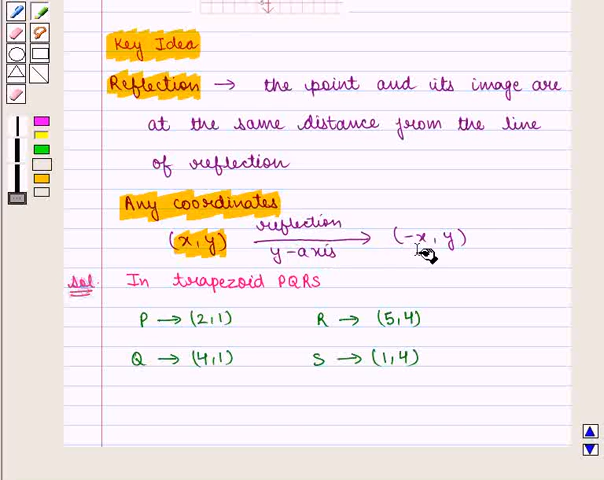 Key Idea
Reflection → the point and its image are
at the same distance from the line
of reflection
Any coordinates
(x, y) reflection y-axis → (-x, y)
Sol. In trapezoid PQRS
P → (2,1) R → (5,4)
Q → (4,1) S → (1,4)